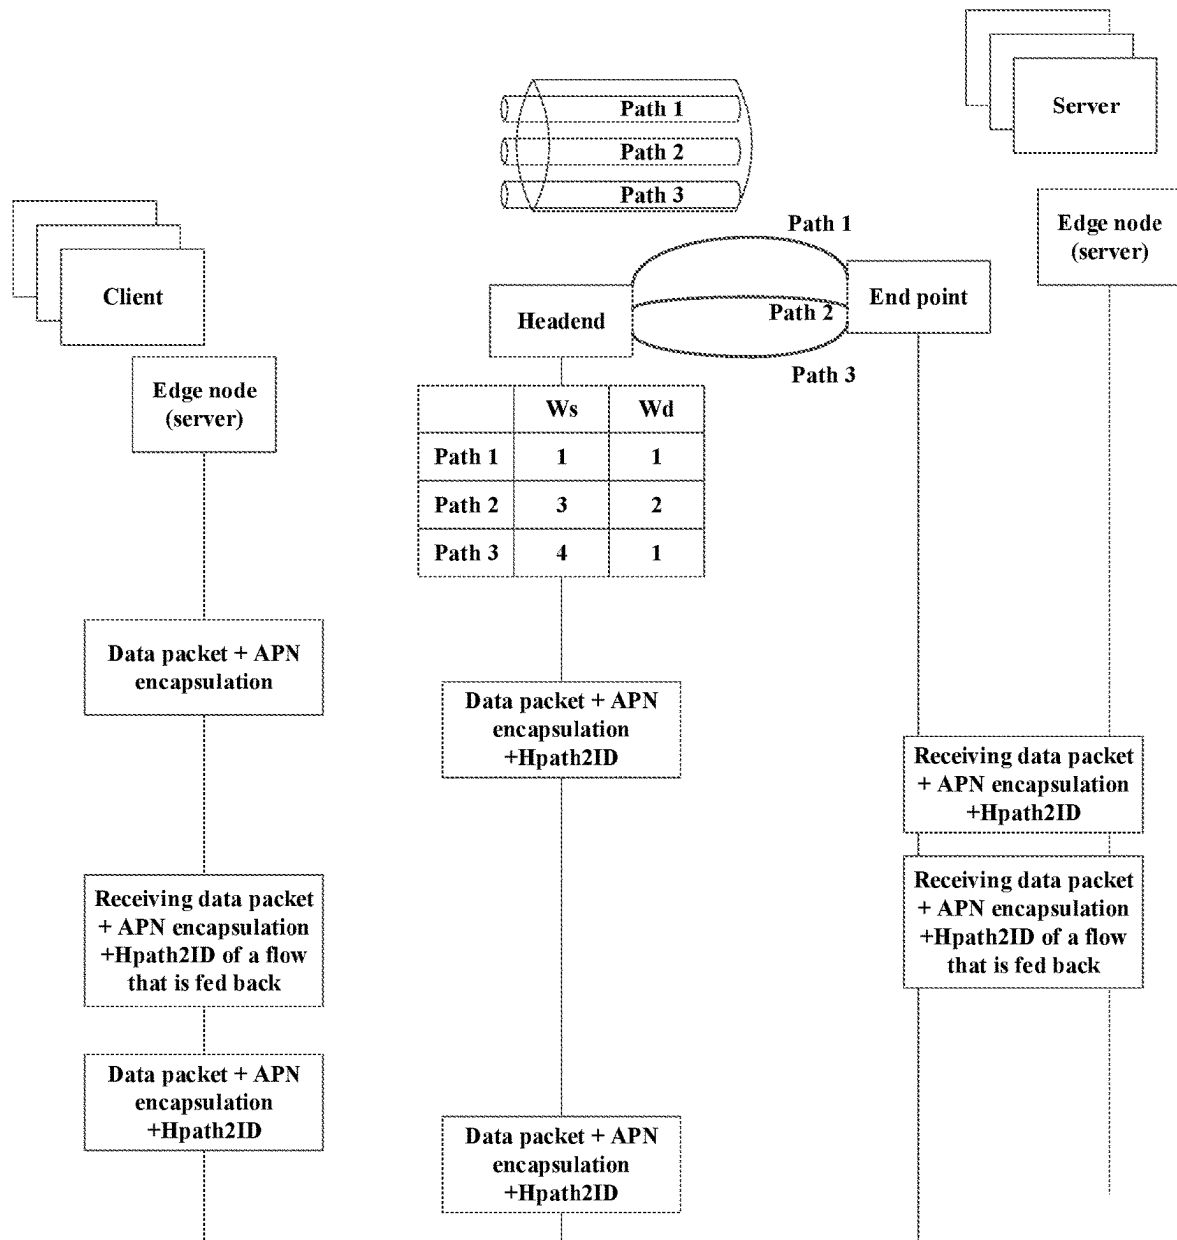 Server
Path 1
Path 2
Path 3
Edge node
(server)
Client
Path 1
Headend
Path 2
End point
Path 3
Edge node
(server)
Ws Wd
Path 1 1 1
Path 2 3 2
Path 3 4 1
Data packet + APN
encapsulation
Data packet + APN
encapsulation
+Hpath2ID
Receiving data packet
+ APN encapsulation
+Hpath2ID
Receiving data packet
+ APN encapsulation
+Hpath2ID of a flow
that is fed back
Receiving data packet
+ APN encapsulation
+Hpath2ID of a flow
that is fed back
Data packet + APN
encapsulation
+Hpath2ID
Data packet + APN
encapsulation
+Hpath2ID